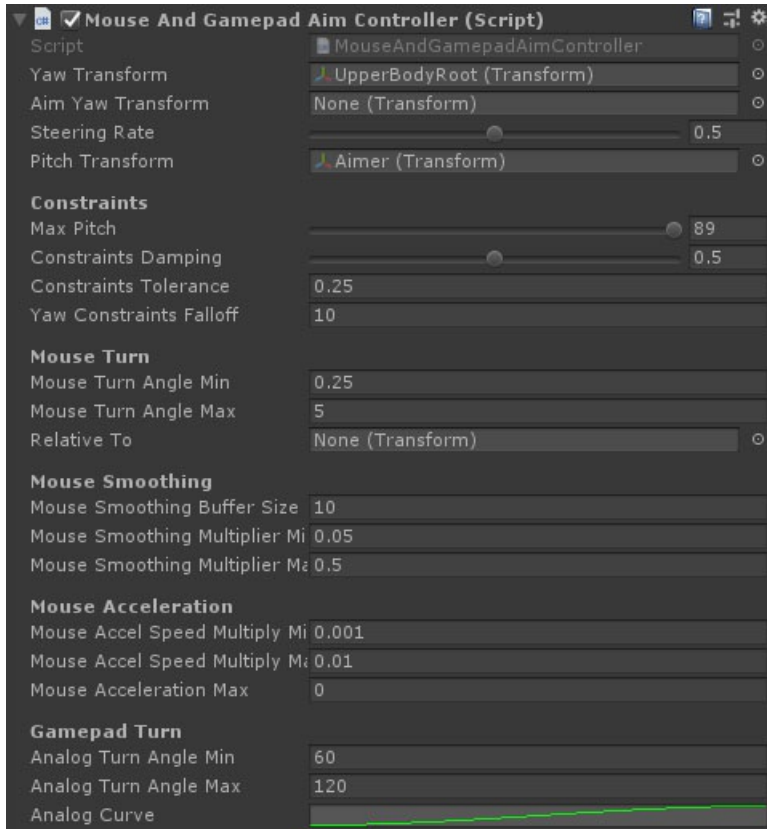 Mouse And Gamepad Aim Controller (Script)
Script MouseAndGamepadAimController
Yaw Transform UpperBodyRoot (Transform)
Aim Yaw Transform None (Transform)
Steering Rate 0.5
Pitch Transform Aimer (Transform)
Constraints
Max Pitch 89
Constraints Damping 0.5
Constraints Tolerance 0.25
Yaw Constraints Falloff 10
Mouse Turn
Mouse Turn Angle Min 0.25
Mouse Turn Angle Max 5
Relative To None (Transform)
Mouse Smoothing
Mouse Smoothing Buffer Size 10
Mouse Smoothing Multiplier Mi 0.05
Mouse Smoothing Multiplier Ma 0.5
Mouse Acceleration
Mouse Accel Speed Multiply Mi 0.001
Mouse Accel Speed Multiply Ma 0.01
Mouse Acceleration Max 0
Gamepad Turn
Analog Turn Angle Min 60
Analog Turn Angle Max 120
Analog Curve